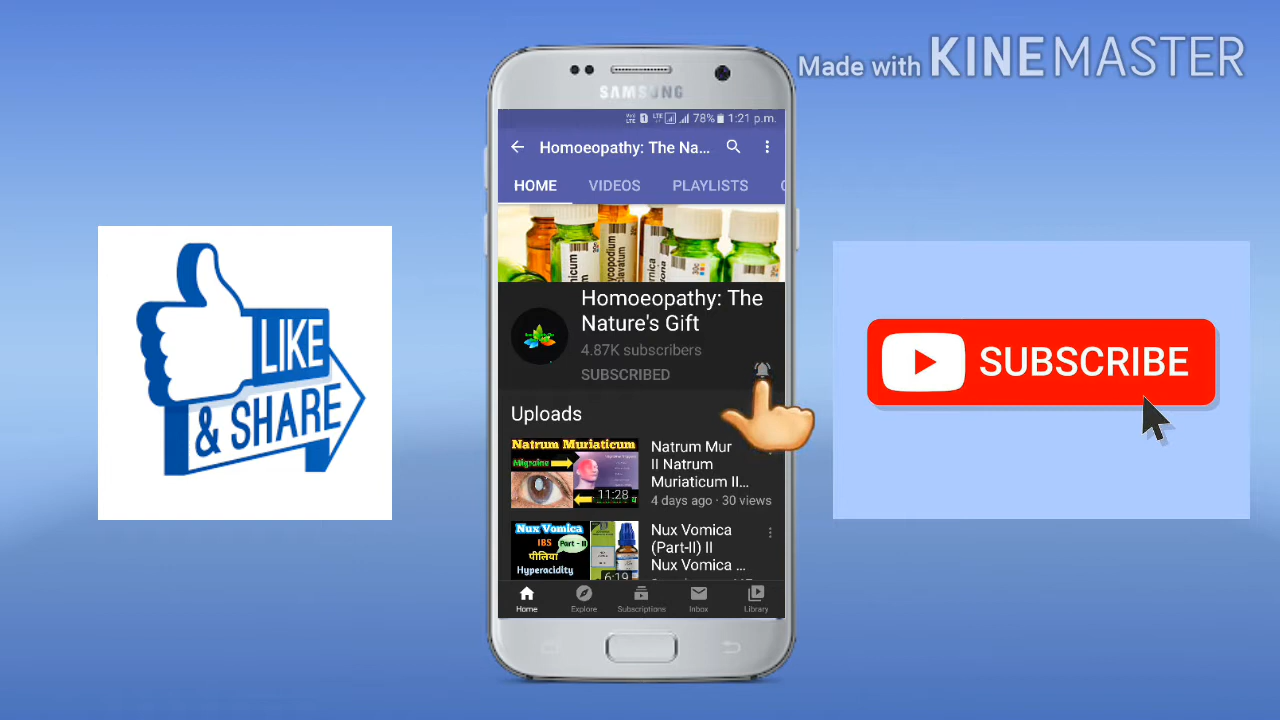 Made with KINEMASTER
SAMSUNG
LTE 78% 1:21 p.m.
Homoeopathy: The Na...
HOME VIDEOS PLAYLISTS
Homoeopathy: The
Nature's Gift
4.87K subscribers
SUBSCRIBED
Uploads
Natrum Muriaticum
Migraine
11:28
Natrum Mur
II Natrum
Muriaticum II...
4 days ago · 30 views
Nux Vomica
IBS
Part - II
पीलिया
Hyperacidity
6:19
Nux Vomica
(Part-II) II
Nux Vomica ...
Home Explore Subscriptions Inbox Library
LIKE
& SHARE
SUBSCRIBE